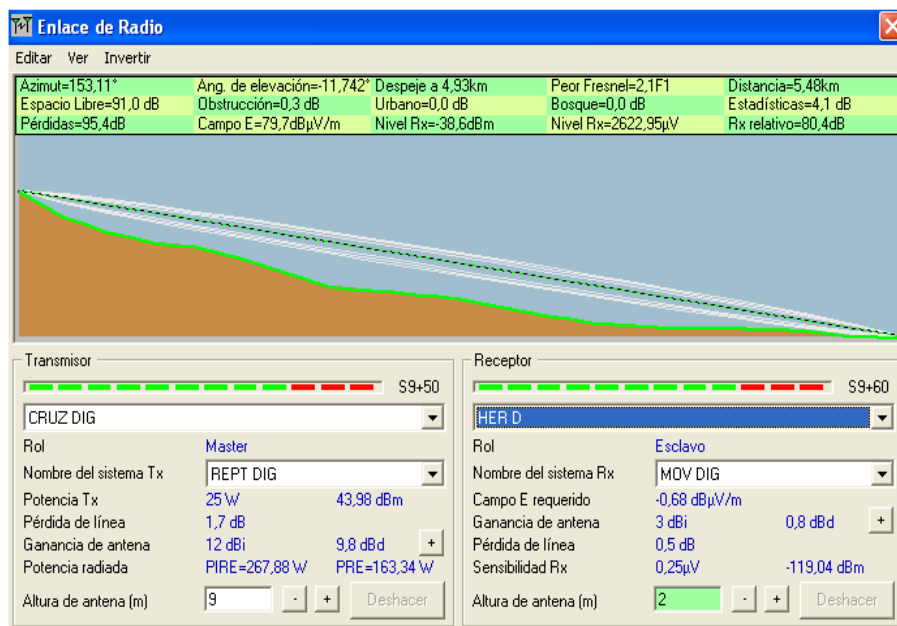 Enlace de Radio
Editar Ver Invertir
Azimut=153,11° Ang. de elevación=-11,742° Despeje a 4,93km Peor Fresnel=2,1F1 Distancia=5,48km
Espacio Libre=91,0 dB Obstrucción=0,3 dB Urbano=0,0 dB Bosque=0,0 dB Estadísticas=4,1 dB
Pérdidas=95,4dB Campo E=79,7dBµV/m Nivel Rx=-38,6dBm Nivel Rx=2622,95µV Rx relativo=80,4dB
Transmisor
S9+50
CRUZ DIG
Rol Master
Nombre del sistema Tx REPT DIG
Potencia Tx 25 W 43,98 dBm
Pérdida de línea 1,7 dB
Ganancia de antena 12 dBi 9,8 dBd +
Potencia radiada PIRE=267,88 W PRE=163,34 W
Altura de antena (m) 9 - + Deshacer
Receptor
S9+60
HER D
Rol Esclavo
Nombre del sistema Rx MOV DIG
Campo E requerido -0,68 dBµV/m
Ganancia de antena 3 dBi 0,8 dBd +
Pérdida de línea 0,5 dB
Sensibilidad Rx 0,25µV -119,04 dBm
Altura de antena (m) 2 - + Deshacer